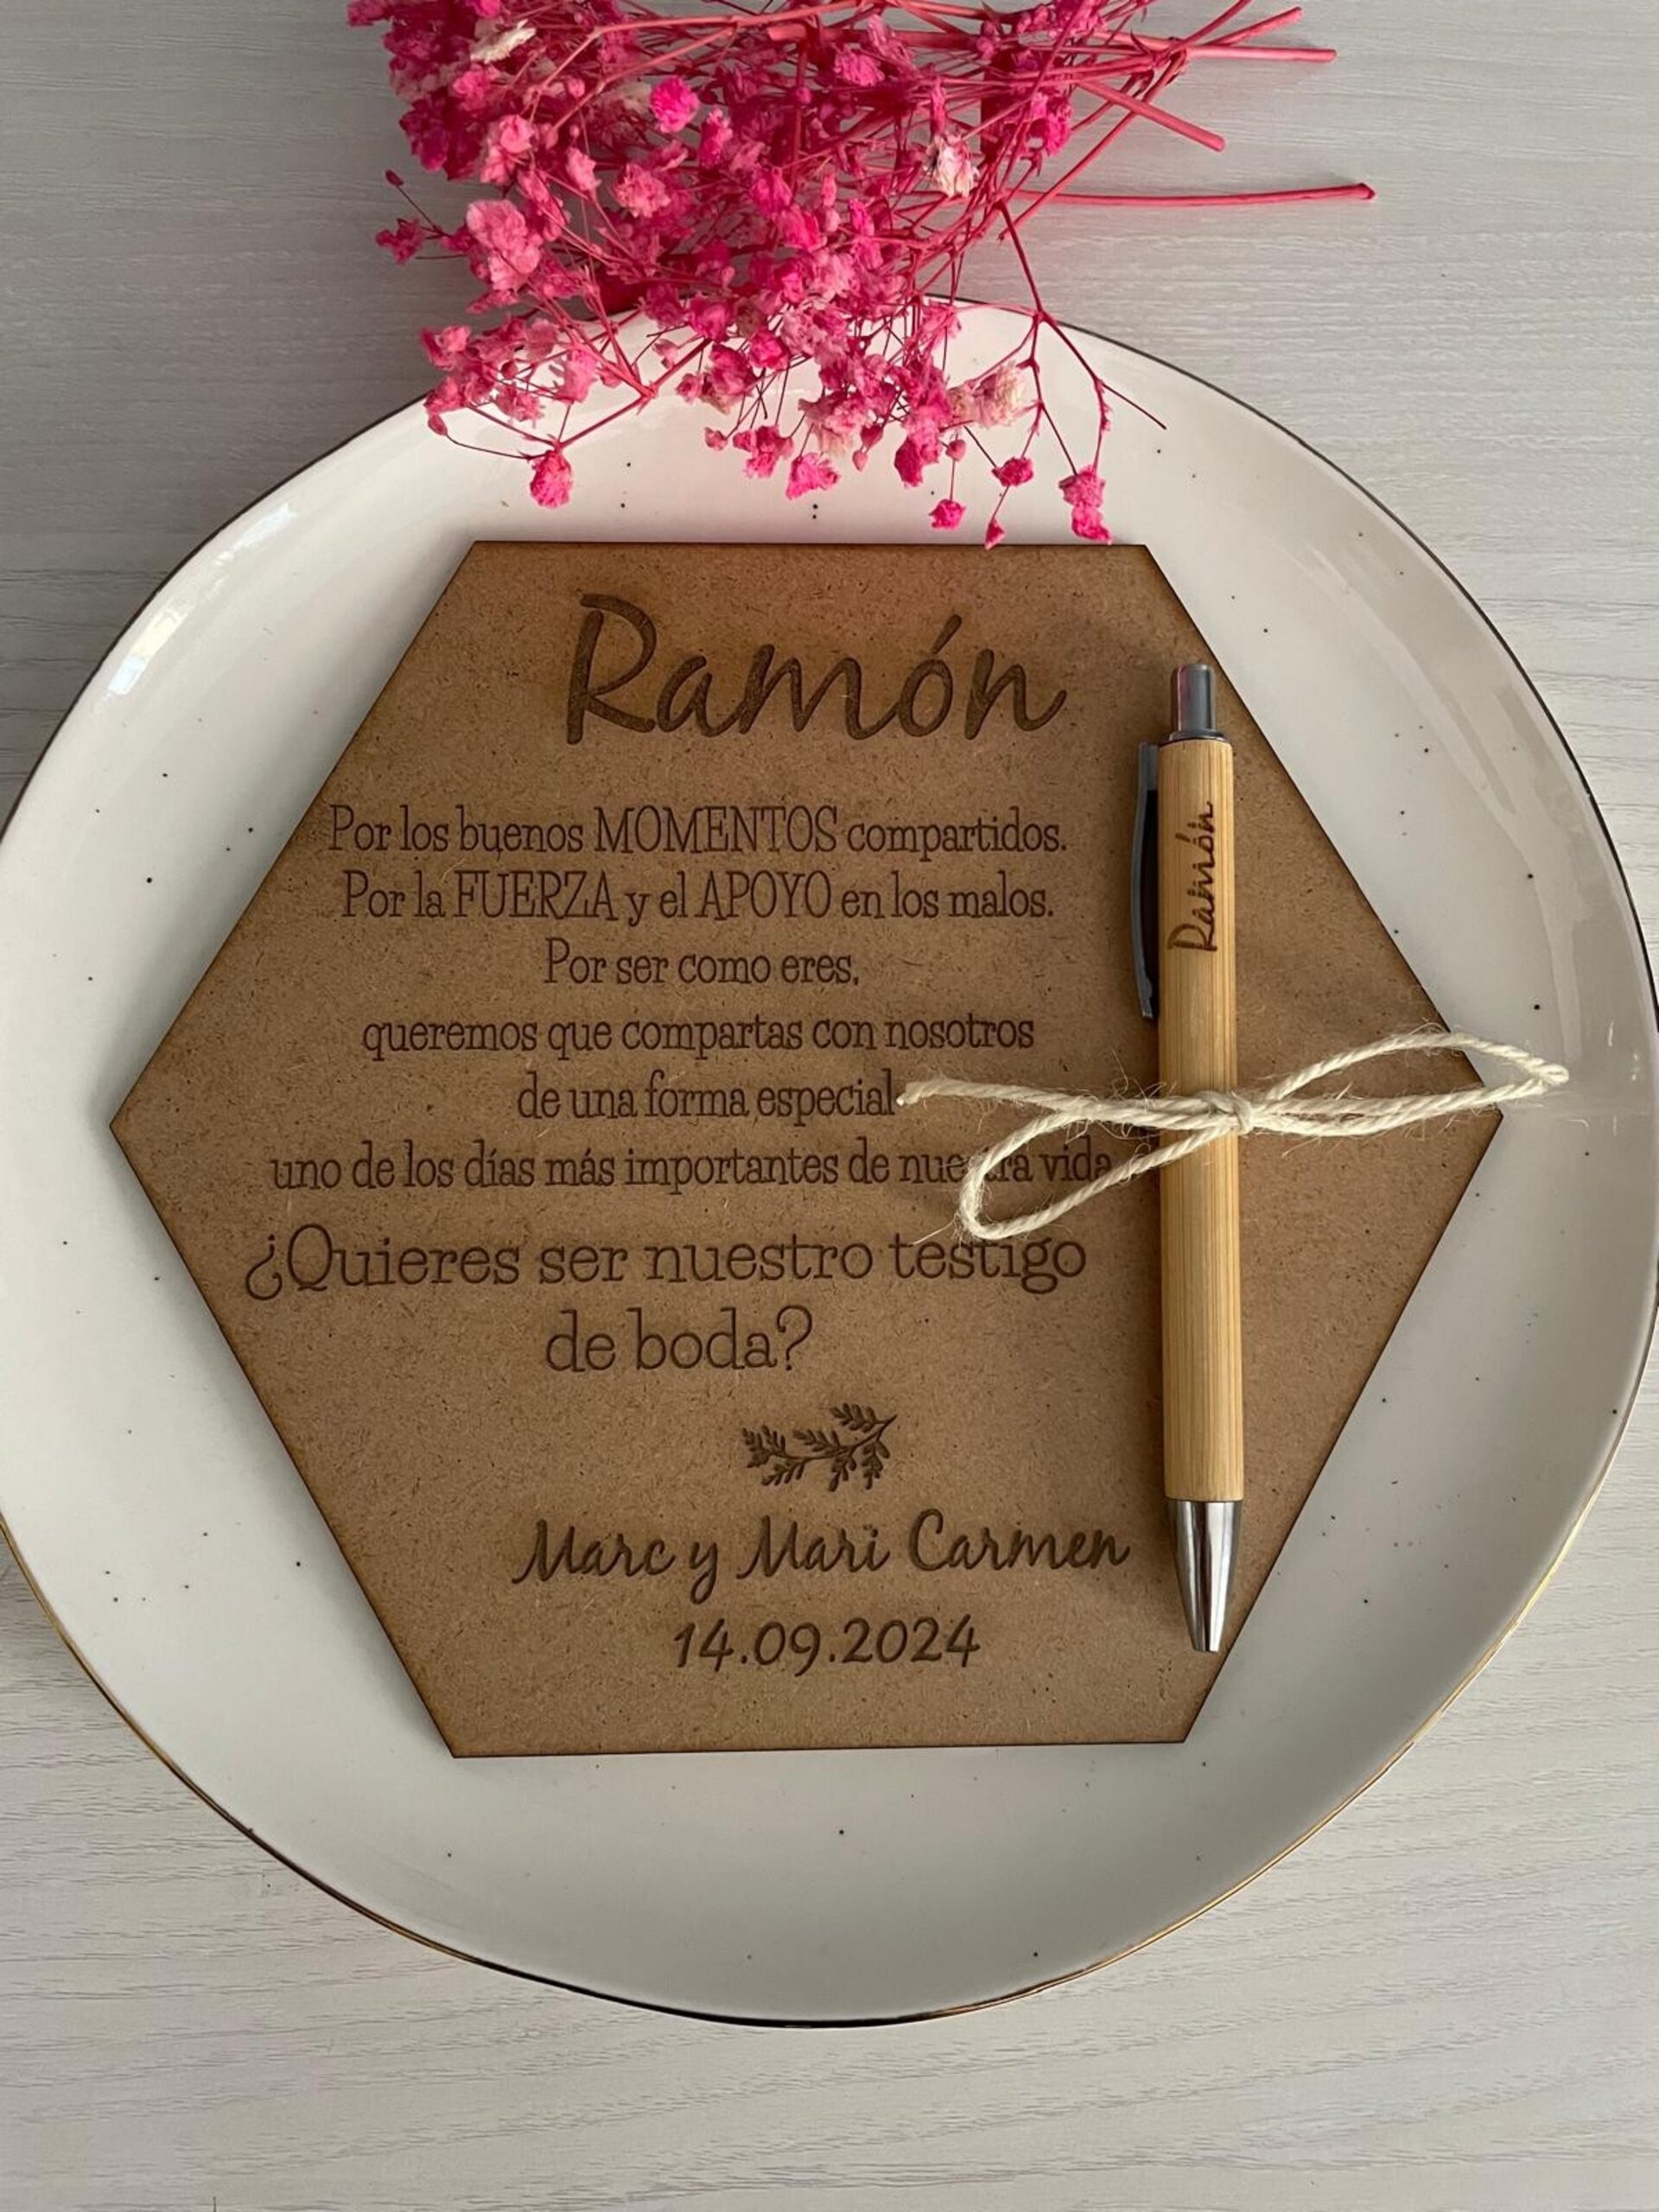 Ramón
Por los buenos MOMENTOS compartidos.
Por la FUERZA y el APOYO en los malos.
Por ser como eres,
queremos que compartas con nosotros
de una forma especial
uno de los días más importantes de nuestra vida
¿Quieres ser nuestro testigo
de boda?
Marc y Mari Carmen
14.09.2024
Ramón